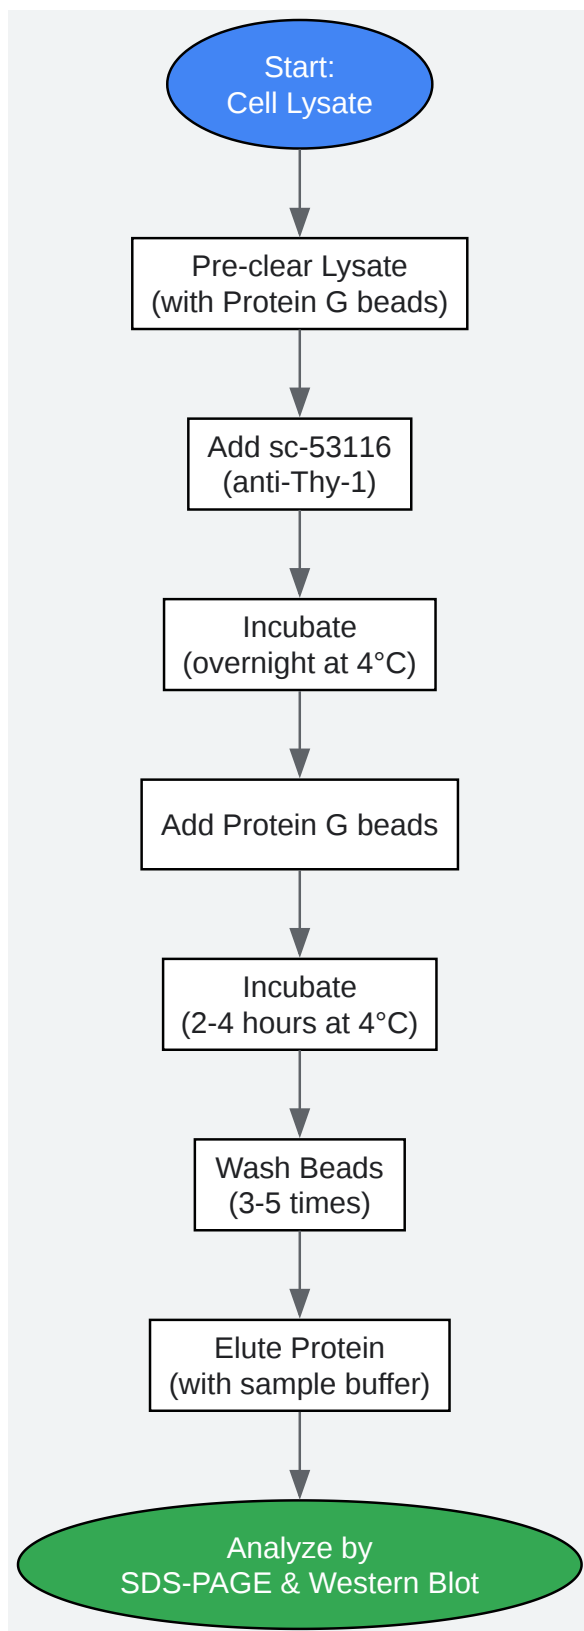 Start:
Cell Lysate
Pre-clear Lysate
(with Protein G beads)
Add sc-53116
(anti-Thy-1)
Incubate
(overnight at 4°C)
Add Protein G beads
Incubate
(2-4 hours at 4°C)
Wash Beads
(3-5 times)
Elute Protein
(with sample buffer)
Analyze by
SDS-PAGE & Western Blot